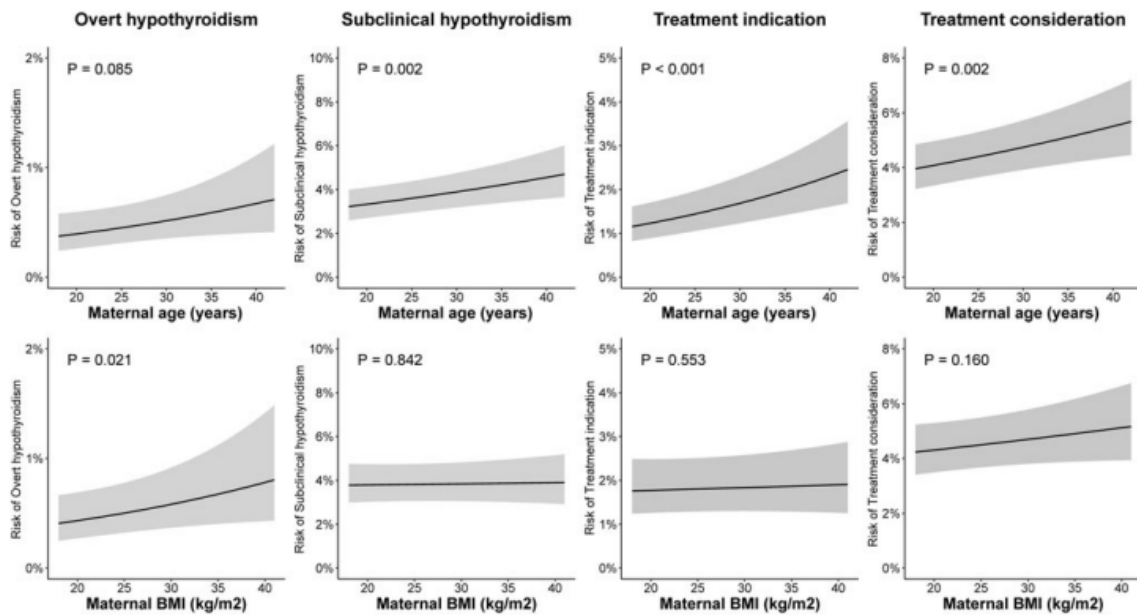 Overt hypothyroidism
Subclinical hypothyroidism
Treatment indication
Treatment consideration
Risk of Overt hypothyroidism
2%
1%
0%
P = 0.085
20 25 30 35 40
Maternal age (years)
Risk of Subclinical hypothyroidism
10%
8%
6%
4%
2%
0%
P = 0.002
20 25 30 35 40
Maternal age (years)
Risk of Treatment indication
5%
4%
3%
2%
1%
0%
P < 0.001
20 25 30 35 40
Maternal age (years)
Risk of Treatment consideration
8%
6%
4%
2%
0%
P = 0.002
20 25 30 35 40
Maternal age (years)
Risk of Overt hypothyroidism
2%
1%
0%
P = 0.021
20 25 30 35 40
Maternal BMI (kg/m2)
Risk of Subclinical hypothyroidism
10%
8%
6%
4%
2%
0%
P = 0.842
20 25 30 35 40
Maternal BMI (kg/m2)
Risk of Treatment indication
5%
4%
3%
2%
1%
0%
P = 0.553
20 25 30 35 40
Maternal BMI (kg/m2)
Risk of Treatment consideration
8%
6%
4%
2%
0%
P = 0.160
20 25 30 35 40
Maternal BMI (kg/m2)